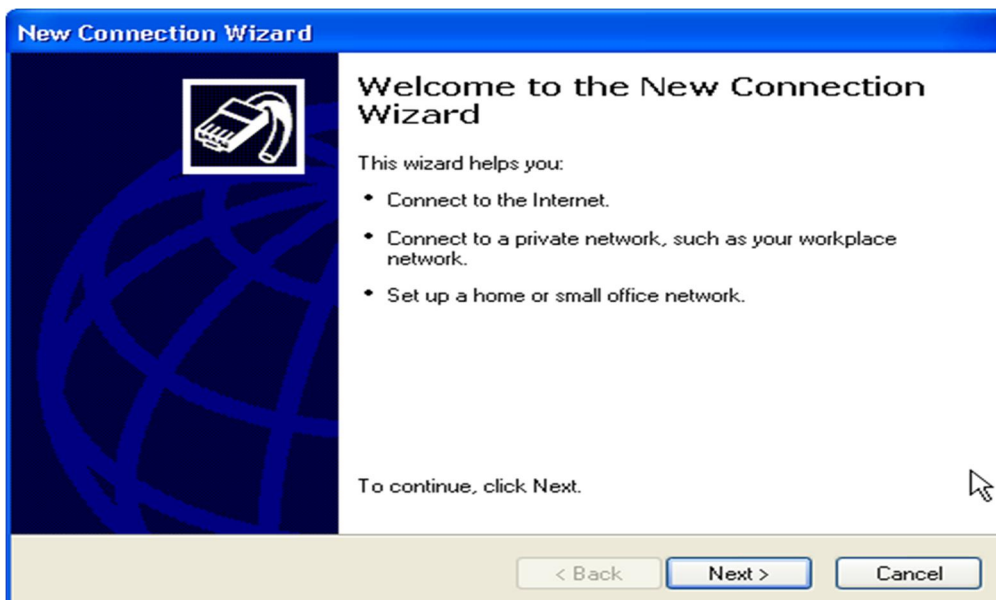 New Connection Wizard
Welcome to the New Connection
Wizard
This wizard helps you:
• Connect to the Internet.
• Connect to a private network, such as your workplace
network.
• Set up a home or small office network.
To continue, click Next.
< Back Next > Cancel